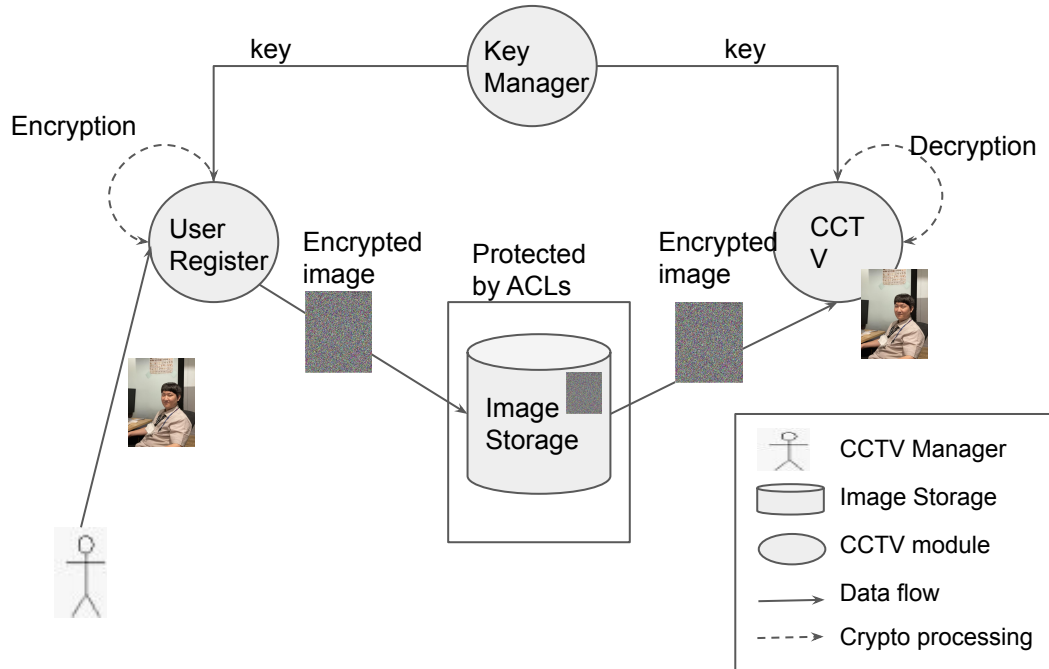 Key
Manager
key
key
Encryption
Decryption
User
Register
CCT
V
Encrypted
image
Protected
by ACLs
Encrypted
image
Image
Storage
CCTV Manager
Image Storage
CCTV module
Data flow
Crypto processing